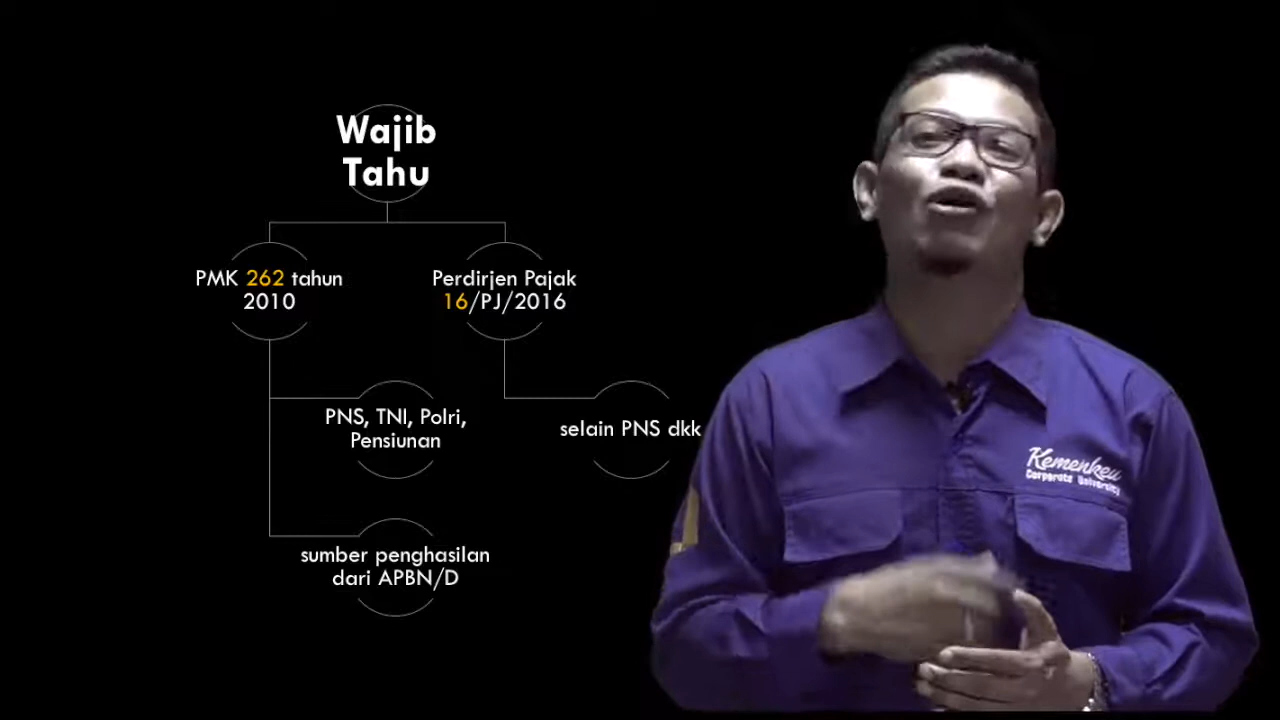 Wajib
Tahu
PMK 262 tahun
2010
Perdirjen Pajak
16/PJ/2016
PNS, TNI, Polri,
Pensiunan
selain PNS dkk
sumber penghasilan
dari APBN/D
Kemenkeu
Corporate University